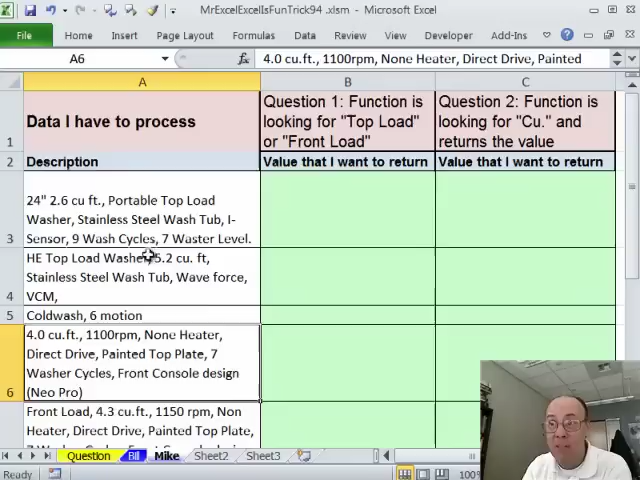 MrExcelExcelIsFunTrick94 .xlsm - Microsoft Excel
File Home Insert Page Layout Formulas Data Review View Developer Add-Ins
A6 fx 4.0 cu.ft., 1100rpm, None Heater, Direct Drive, Painted
A B C
1 Data I have to process
Question 1: Function is
looking for "Top Load"
or "Front Load"
Question 2: Function is
looking for "Cu." and
returns the value
2 Description Value that I want to return Value that I want to return
24" 2.6 cu ft., Portable Top Load
Washer, Stainless Steel Wash Tub, I-
3 Sensor, 9 Wash Cycles, 7 Waster Level.
HE Top Load Washer, 5.2 cu. ft,
Stainless Steel Wash Tub, Wave force,
4 VCM,
5 Coldwash, 6 motion
4.0 cu.ft., 1100rpm, None Heater,
Direct Drive, Painted Top Plate, 7
Washer Cycles, Front Console design
6 (Neo Pro)
Front Load, 4.3 cu.ft., 1150 rpm, Non
Heater, Direct Drive, Painted Top Plate,
Question Bill Mike Sheet2 Sheet3
Ready 100%